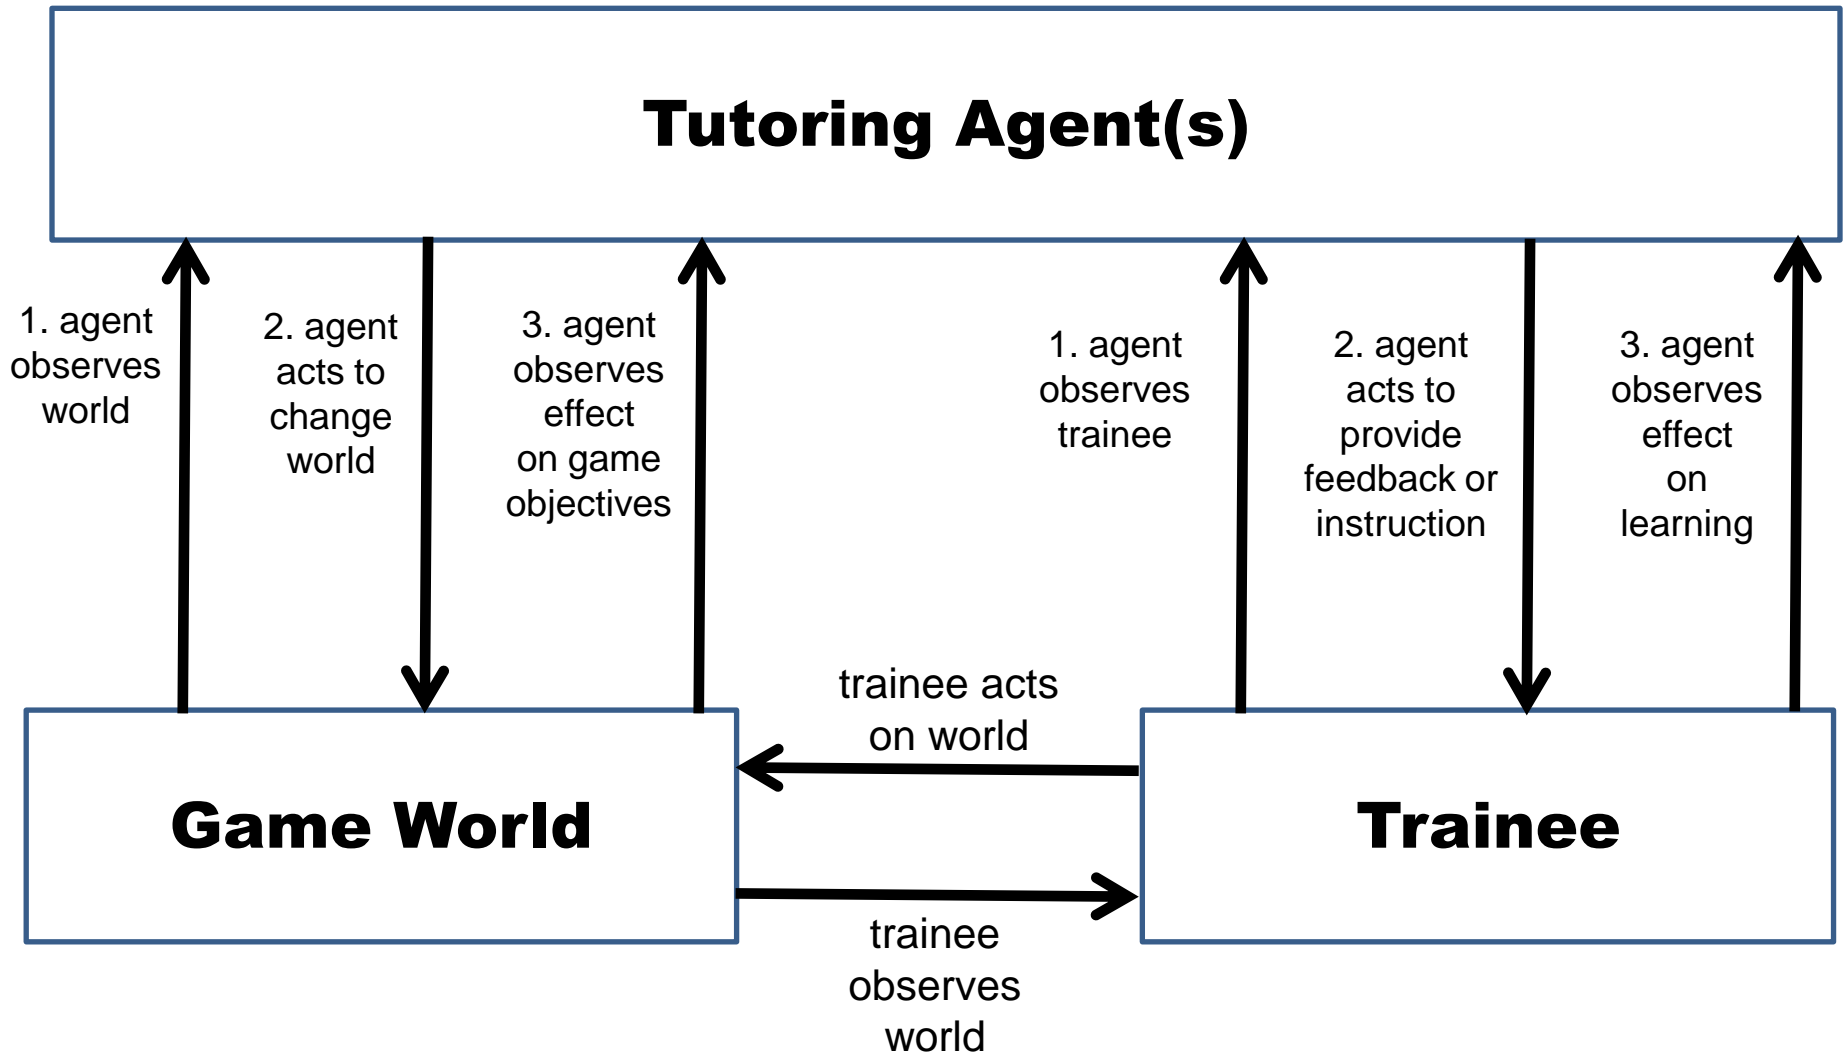 Tutoring Agent(s)
1. agent
observes
world
2. agent
acts to
change
world
3. agent
observes
effect
on game
objectives
1. agent
observes
trainee
2. agent
acts to
provide
feedback or
instruction
3. agent
observes
effect
on
learning
trainee acts
on world
Game World
Trainee
trainee
observes
world